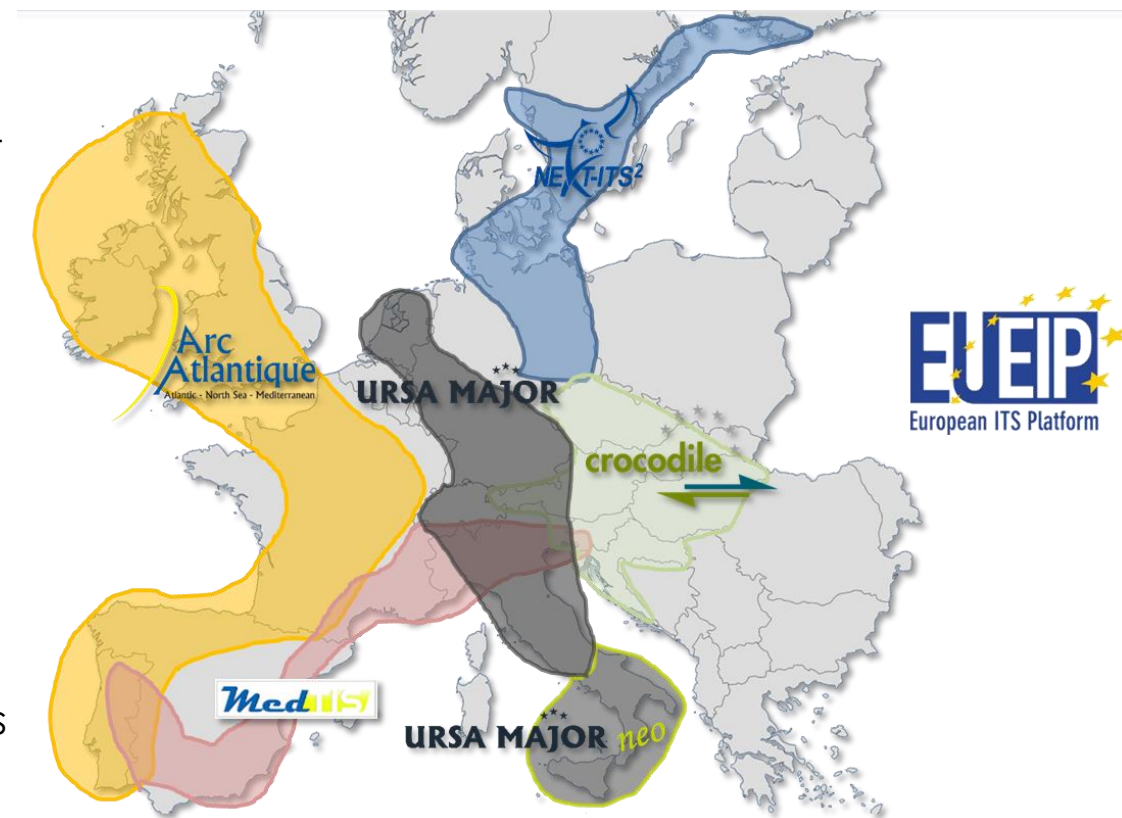 NEXT-ITS²
Arc
Atlantique
Atlantic - North Sea - Mediterranean
URSA MAJOR
crocodile
EU EIP
European ITS Platform
MedTIS
URSA MAJOR neo
S